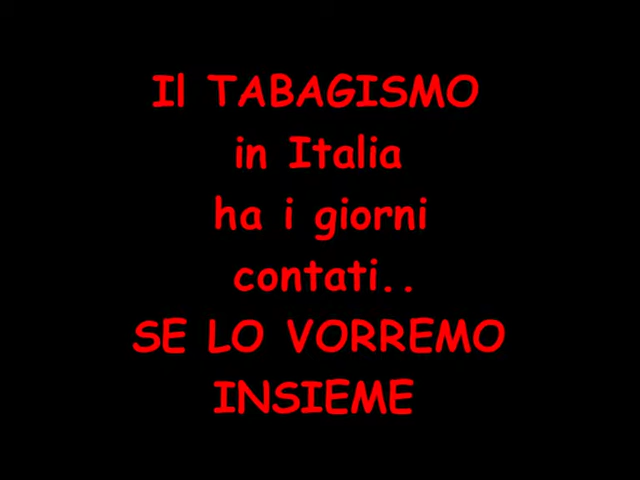 Il TABAGISMO
in Italia
ha i giorni
contati..
SE LO VORREMO
INSIEME